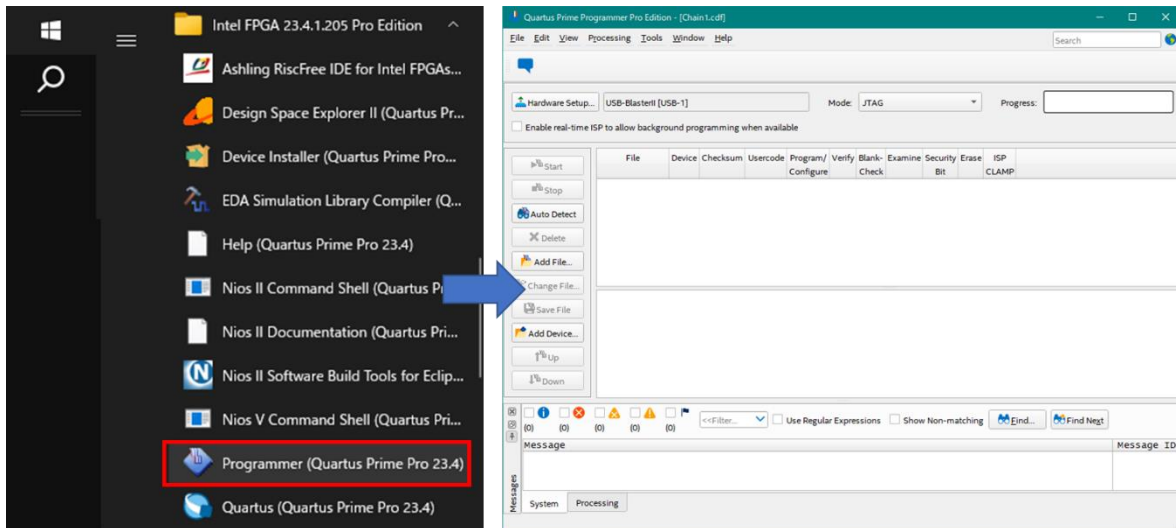 Intel FPGA 23.4.1.205 Pro Edition
Ashling RiscFree IDE for Intel FPGAs...
Design Space Explorer II (Quartus Pr...
Device Installer (Quartus Prime Pro...
EDA Simulation Library Compiler (Q...
Help (Quartus Prime Pro 23.4)
Nios II Command Shell (Quartus P
Nios II Documentation (Quartus Pri...
Nios II Software Build Tools for Eclip...
Nios V Command Shell (Quartus Pri...
Programmer (Quartus Prime Pro 23.4)
Quartus (Quartus Prime Pro 23.4)
Quartus Prime Programmer Pro Edition - [Chain1.cdf]
File Edit View Processing Tools Window Help
Search
Hardware Setup... USB-BlasterII [USB-1] Mode: JTAG Progress:
Enable real-time ISP to allow background programming when available
Start
Stop
Auto Detect
Delete
Add File...
Change File...
Save File
Add Device...
Up
Down
File Device Checksum Usercode Program/ Verify Blank- Examine Security Erase ISP
Configure Check Bit CLAMP
(0) (0) (0) (0) (0) <<Filter... Use Regular Expressions Show Non-matching Find... Find Next
Message Message ID
Messages
System Processing